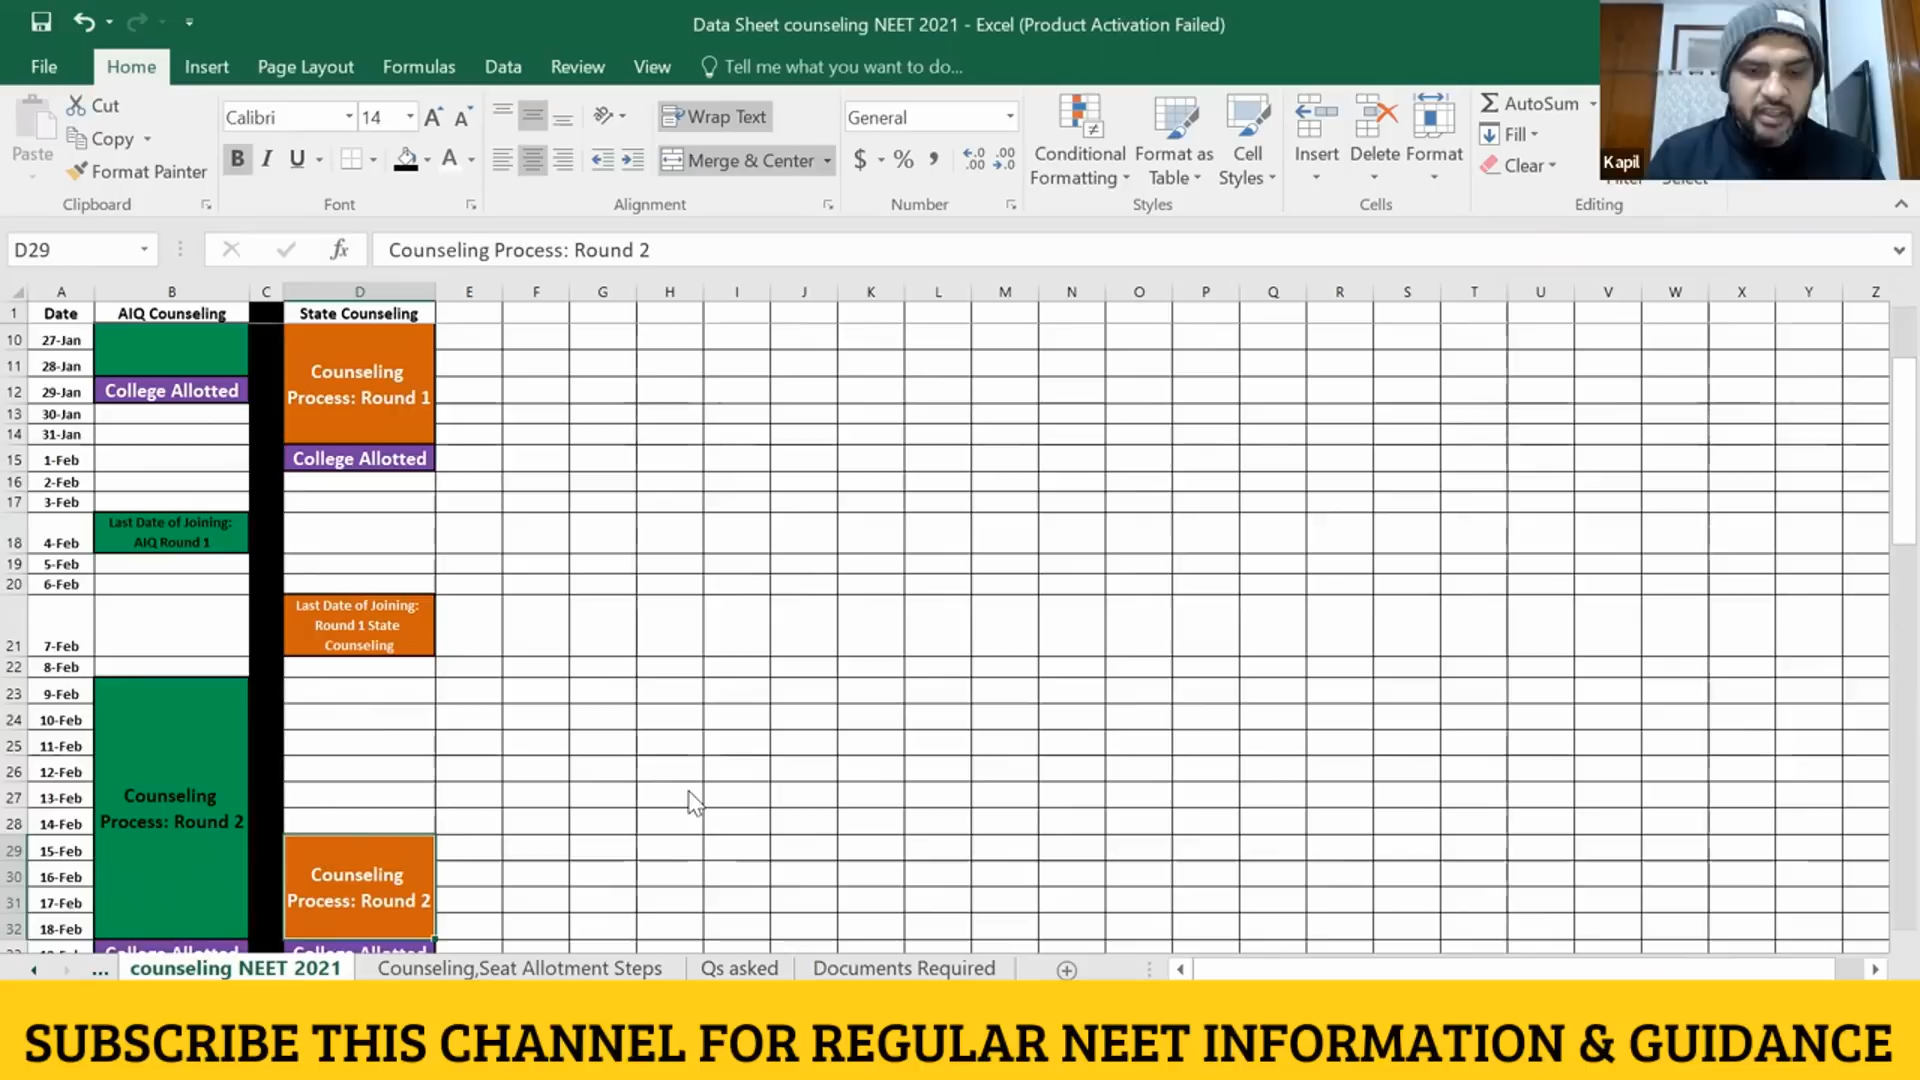 Data Sheet counseling NEET 2021 - Excel (Product Activation Failed)
File Home Insert Page Layout Formulas Data Review View Tell me what you want to do...
Paste
Cut
Copy
Format Painter
Clipboard
Calibri 14
B I U
Font
Wrap Text
Merge & Center
Alignment
General
$ % ,
Number
Conditional Formatting
Format as Table
Cell Styles
Styles
Insert Delete Format
Cells
AutoSum
Fill
Clear
Editing
Kapil
D29 fx Counseling Process: Round 2
A B C D E F G H I J K L M N O P Q R S T U V W X Y Z
1 Date AIQ Counseling State Counseling
10 27-Jan
11 28-Jan
Counseling
Process: Round 1
12 29-Jan College Allotted
13 30-Jan
14 31-Jan
15 1-Feb College Allotted
16 2-Feb
17 3-Feb
Last Date of Joining:
AIQ Round 1
18 4-Feb
19 5-Feb
20 6-Feb
Last Date of Joining:
Round 1 State
Counseling
21 7-Feb
22 8-Feb
23 9-Feb
24 10-Feb
25 11-Feb
26 12-Feb
27 13-Feb
28 14-Feb
Counseling
Process: Round 2
29 15-Feb
30 16-Feb
31 17-Feb
32 18-Feb
Counseling
Process: Round 2
College Allotted College Allotted
... counseling NEET 2021 Counseling,Seat Allotment Steps Qs asked Documents Required
SUBSCRIBE THIS CHANNEL FOR REGULAR NEET INFORMATION & GUIDANCE